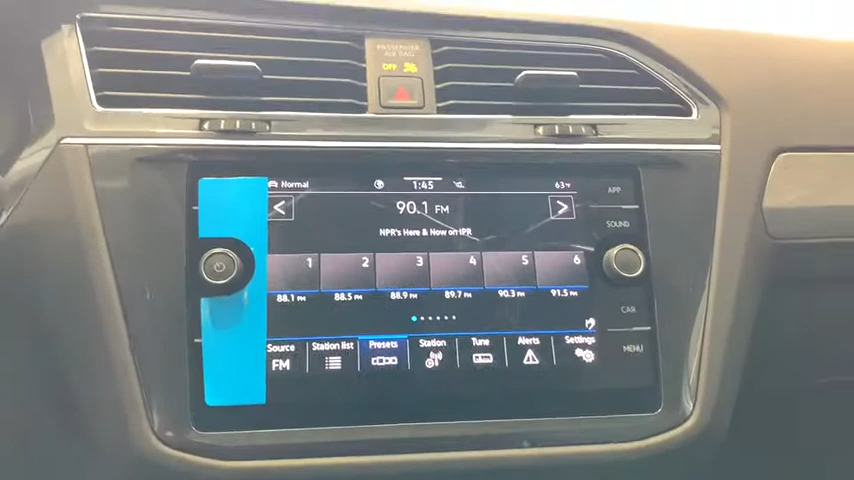 PASSENGER
AIR BAG
OFF
Normal
1:45
63°F
APP
90.1 FM
SOUND
NPR's Here & Now on IPR
1 2 3 4 5 6
88.1 FM 88.5 FM 88.9 FM 89.7 FM 90.3 FM 91.5 FM
CAR
Source Station list Presets Station Tune Alerts Settings
FM
MENU